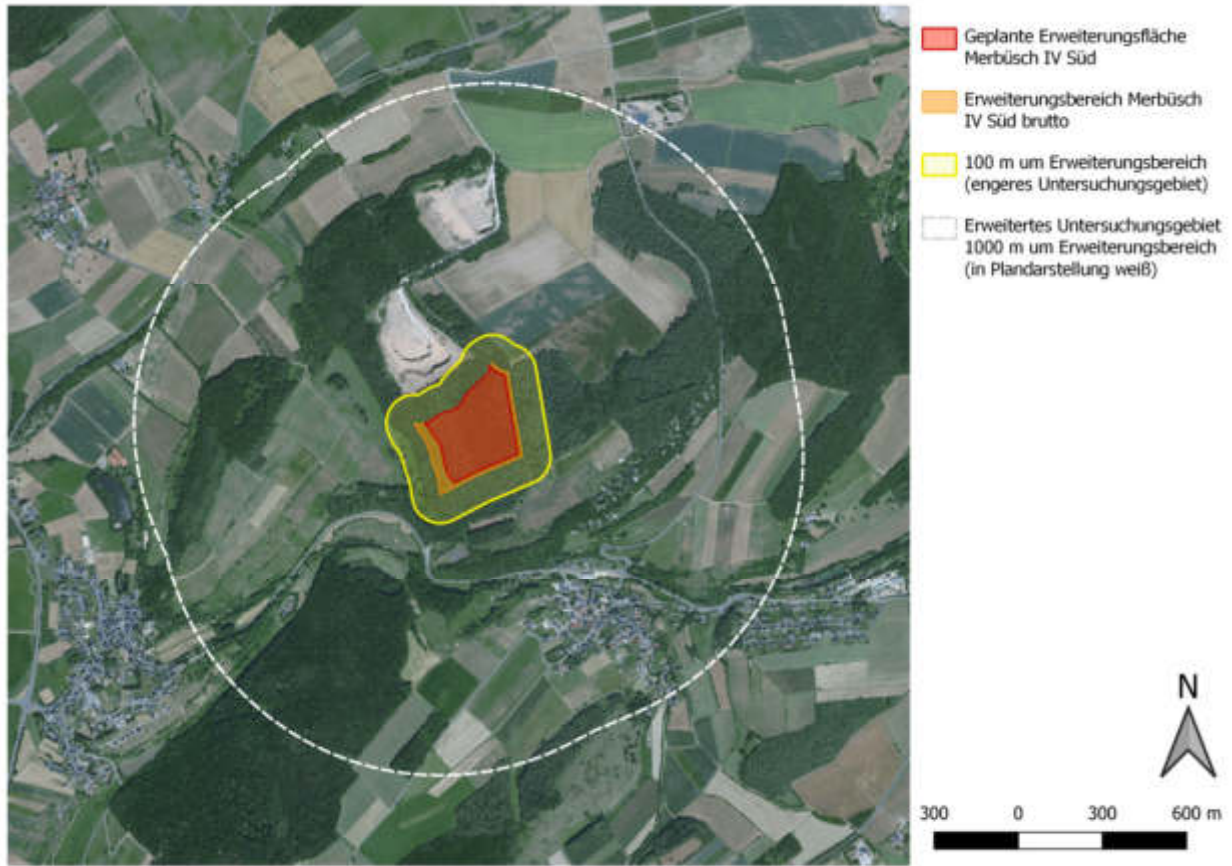 Geplante Erweiterungsfläche
Merbüsch IV Süd
Erweiterungsbereich Merbüsch
IV Süd brutto
100 m um Erweiterungsbereich
(engeres Untersuchungsgebiet)
Erweitertes Untersuchungsgebiet
1000 m um Erweiterungsbereich
(in Plandarstellung weiß)
N
300 0 300 600 m